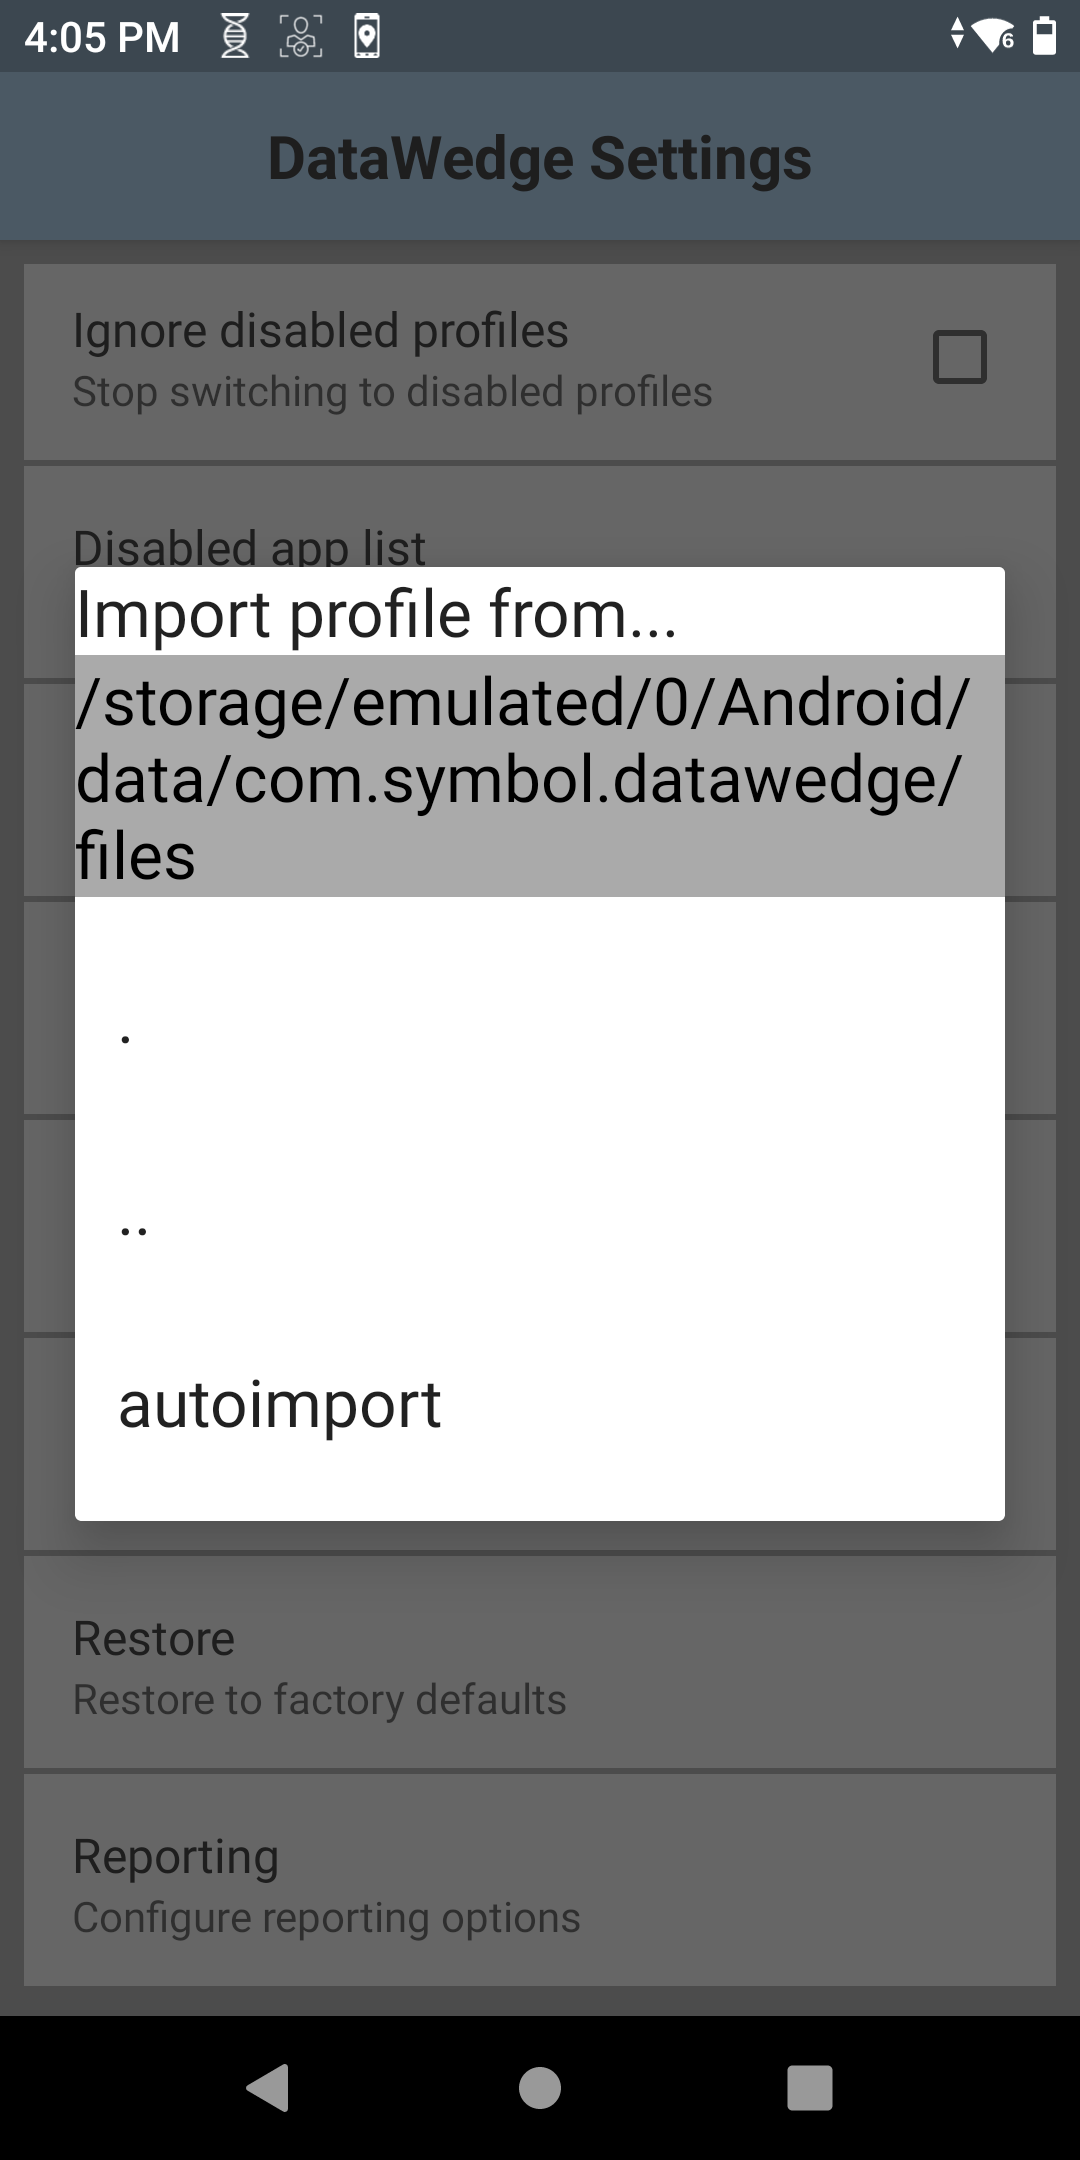 4:05 PM
6
DataWedge Settings
Ignore disabled profiles
Stop switching to disabled profiles
Disabled app list
Import profile from...
/storage/emulated/0/Android/
data/com.symbol.datawedge/
files
.
..
autoimport
Restore
Restore to factory defaults
Reporting
Configure reporting options